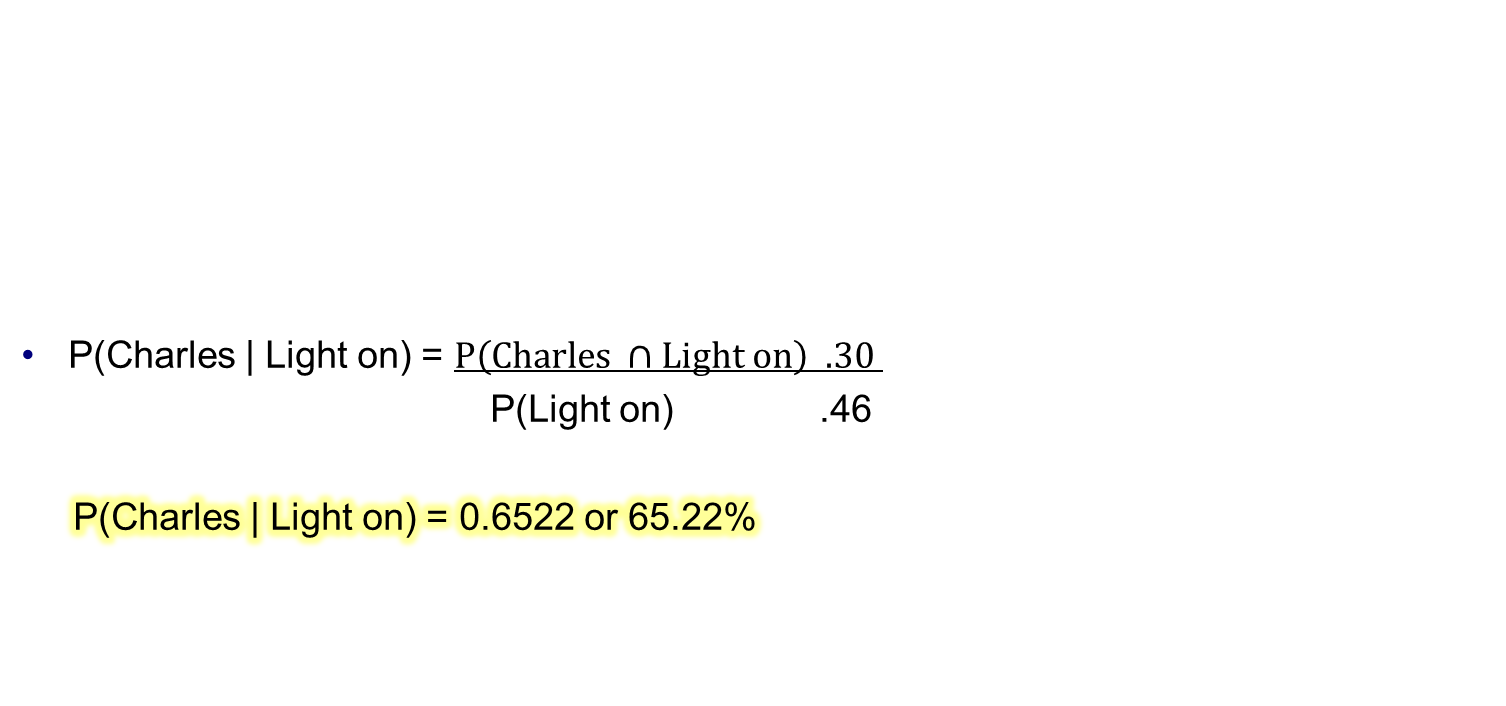 • P(Charles | Light on) = P(Charles ∩ Light on) .30
P(Light on) .46
P(Charles | Light on) = 0.6522 or 65.22%